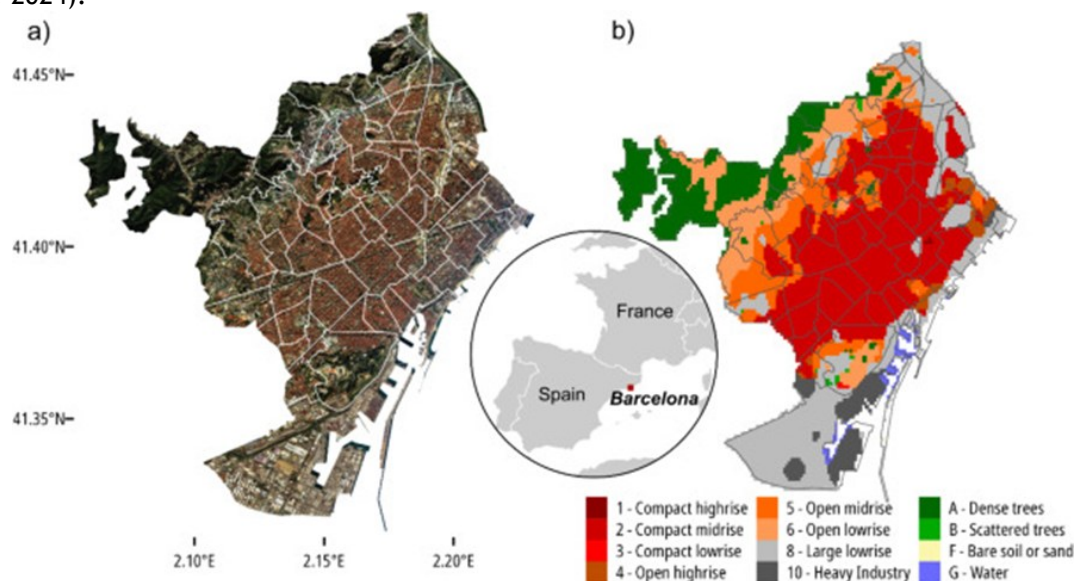 2024).
a)
b)
41.45°N
41.40°N
41.35°N
2.10°E
2.15°E
2.20°E
France
Spain
Barcelona
1 - Compact highrise
2 - Compact midrise
3 - Compact lowrise
4 - Open highrise
5 - Open midrise
6 - Open lowrise
8 - Large lowrise
10 - Heavy Industry
A - Dense trees
B - Scattered trees
F - Bare soil or sand
G - Water